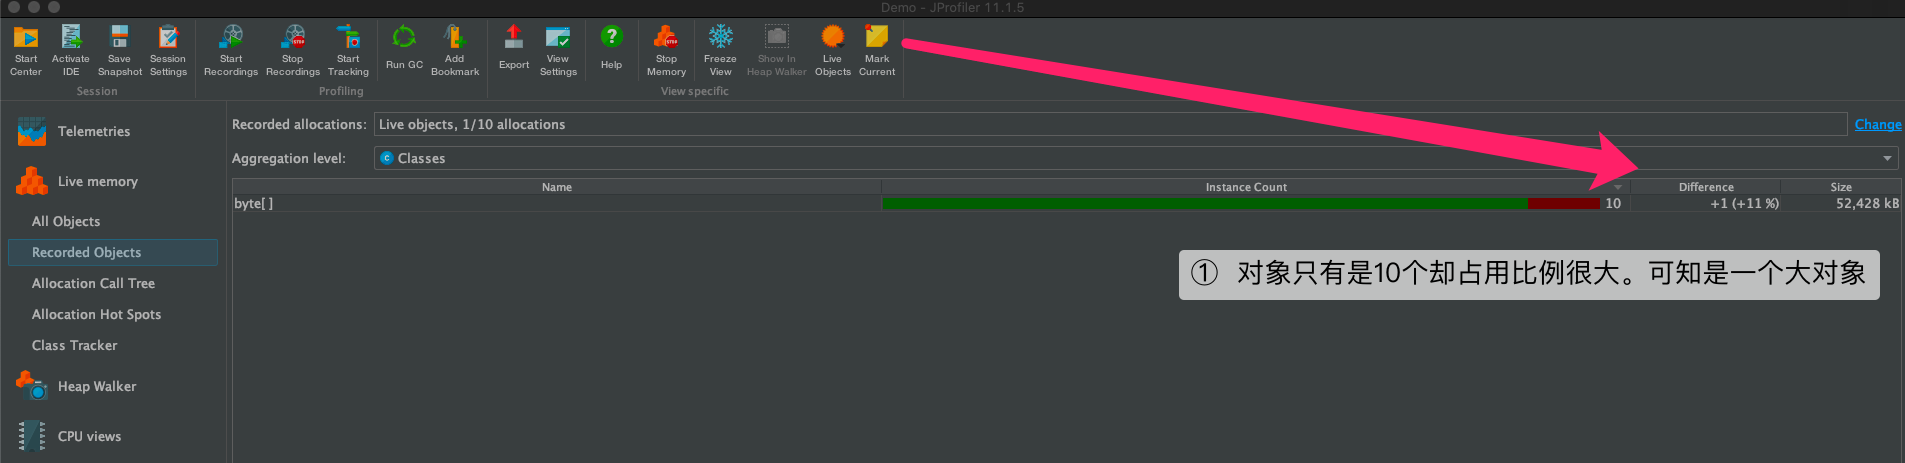 Demo - JProfiler 11.1.5
Start Center
Activate IDE
Save Snapshot
Session Settings
Start Recordings
Stop Recordings
Start Tracking
Run GC
Add Bookmark
Export
View Settings
Help
Stop Memory
Freeze View
Show In Heap Walker
Live Objects
Mark Current
Session
Profiling
View specific
Telemetries
Live memory
All Objects
Recorded Objects
Allocation Call Tree
Allocation Hot Spots
Class Tracker
Heap Walker
CPU views
Recorded allocations: Live objects, 1/10 allocations Change
Aggregation level: Classes
Name Instance Count Difference Size
byte[ ] 10 +1 (+11 %) 52,428 kB
① 对象只有是10个却占用比例很大。可知是一个大对象